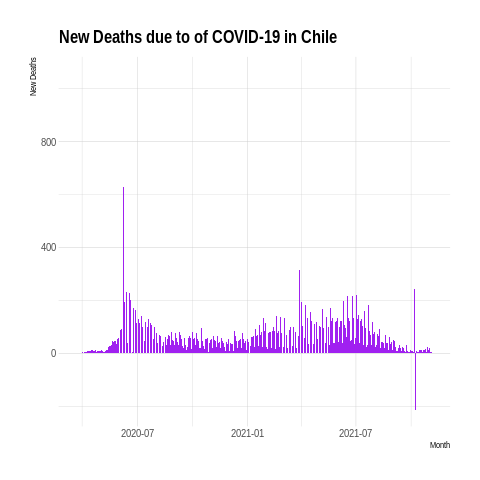 New Deaths due to of COVID-19 in Chile
New Deaths
800
400
0
2020-07 2021-01 2021-07
Month